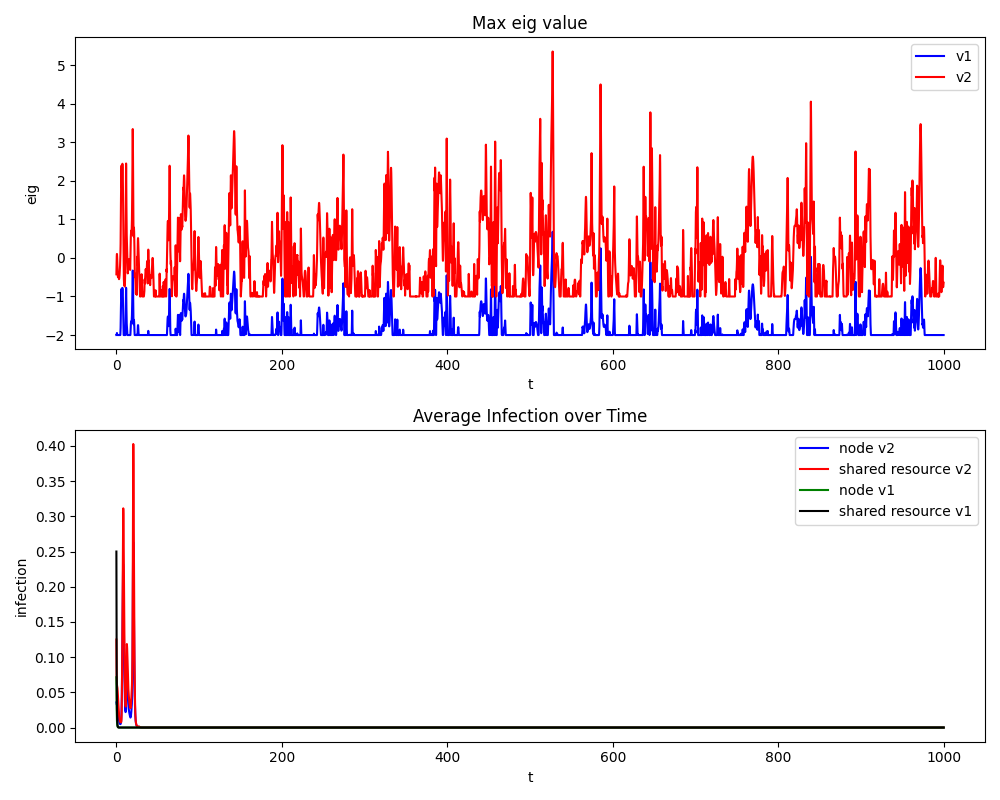 Max eig value
v1
v2
eig
5
4
3
2
1
0
−1
−2
0
200
400
600
800
1000
t
Average Infection over Time
node v2
shared resource v2
node v1
shared resource v1
infection
0.40
0.35
0.30
0.25
0.20
0.15
0.10
0.05
0.00
0
200
400
600
800
1000
t